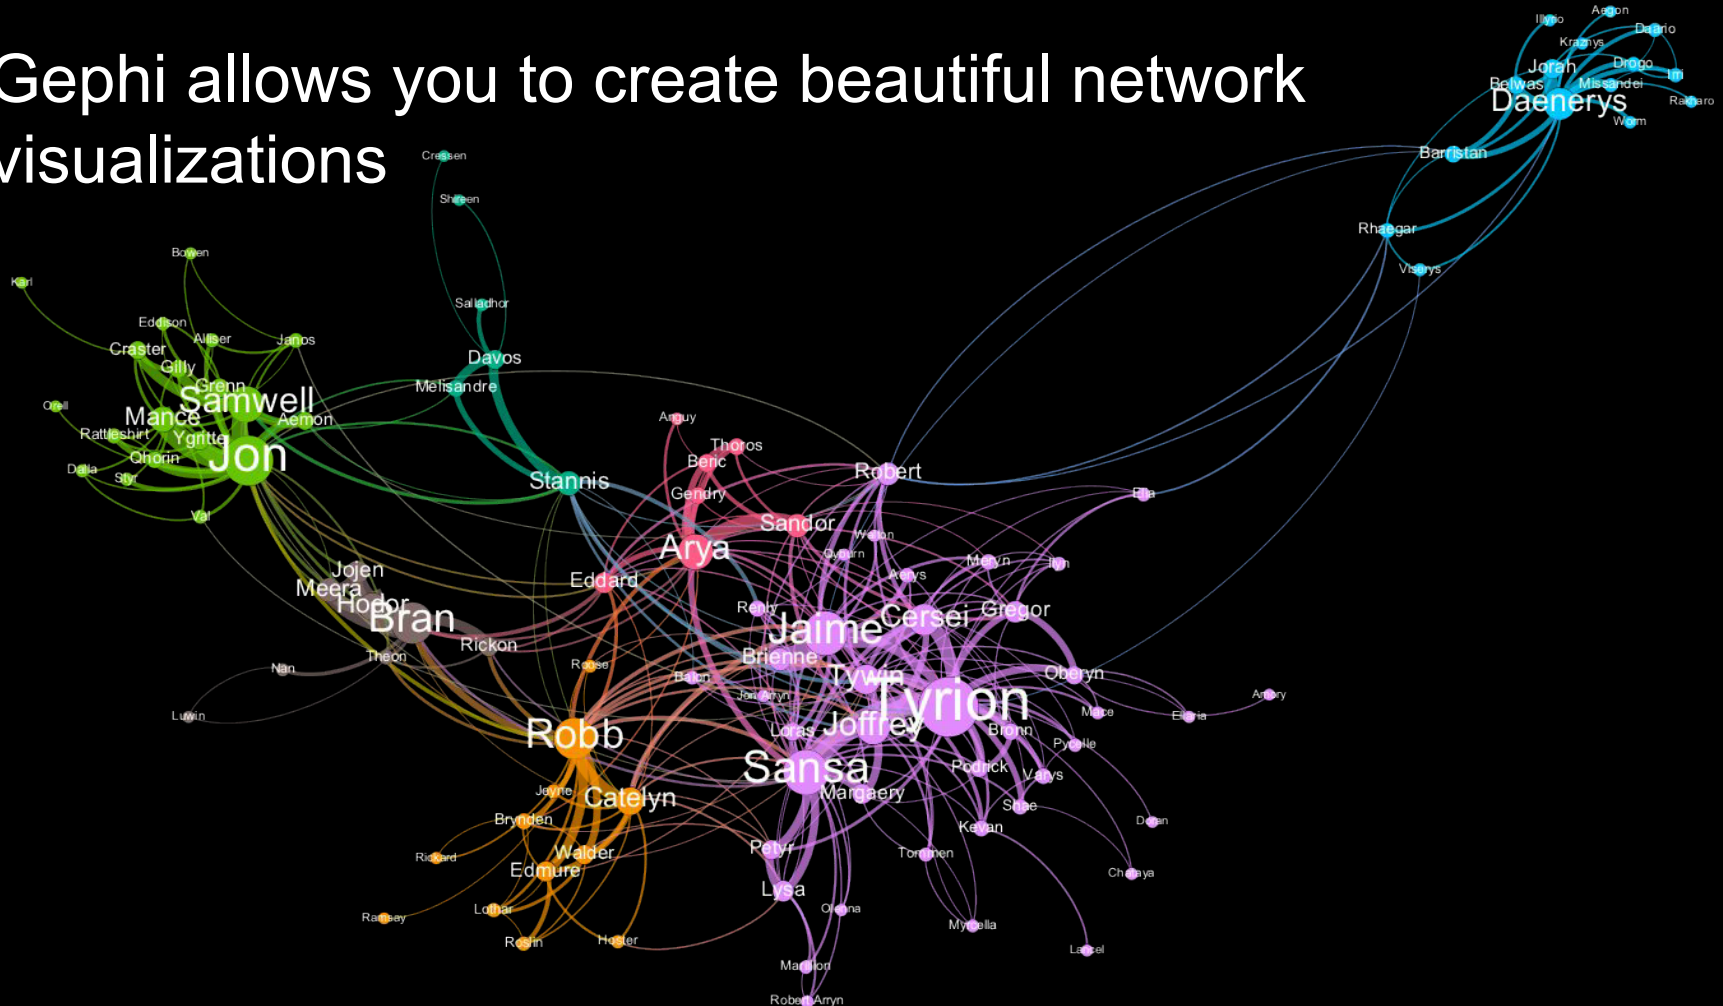 Gephi allows you to create beautiful network
visualizations
Illyrio
Aegon
Daario
Kraznys
Jorah
Drogo
Irri
Belwas
Missandei
Daenerys
Rakharo
Worm
Barristan
Rhaegar
Viserys
Cressen
Shireen
Salladhor
Davos
Melisandre
Stannis
Bowen
Karl
Eddison
Alliser
Janos
Craster
Gilly
Grenn
Samwell
Orell
Mance
Aemon
Rattleshirt
Ygritte
Jon
Qhorin
Dalla
Styr
Val
Anguy
Thoros
Beric
Gendry
Sandor
Arya
Eddard
Robert
Elia
Walton
Qyburn
Aerys
Meryn
Ilyn
Jojen
Meera
Hodor
Bran
Rickon
Theon
Nan
Luwin
Renly
Jaime
Cersei
Gregor
Brienne
Roose
Balon
Tywin
Oberyn
Jon Arryn
Tyrion
Amory
Mace
Ellaria
Robb
Loras
Joffrey
Bronn
Pycelle
Sansa
Podrick
Varys
Margaery
Shae
Jeyne
Catelyn
Brynden
Kevan
Doran
Rickard
Walder
Edmure
Petyr
Tommen
Chataya
Lysa
Ramsay
Lothar
Olenna
Myrcella
Roslin
Hoster
Lancel
Marillion
Robert Arryn